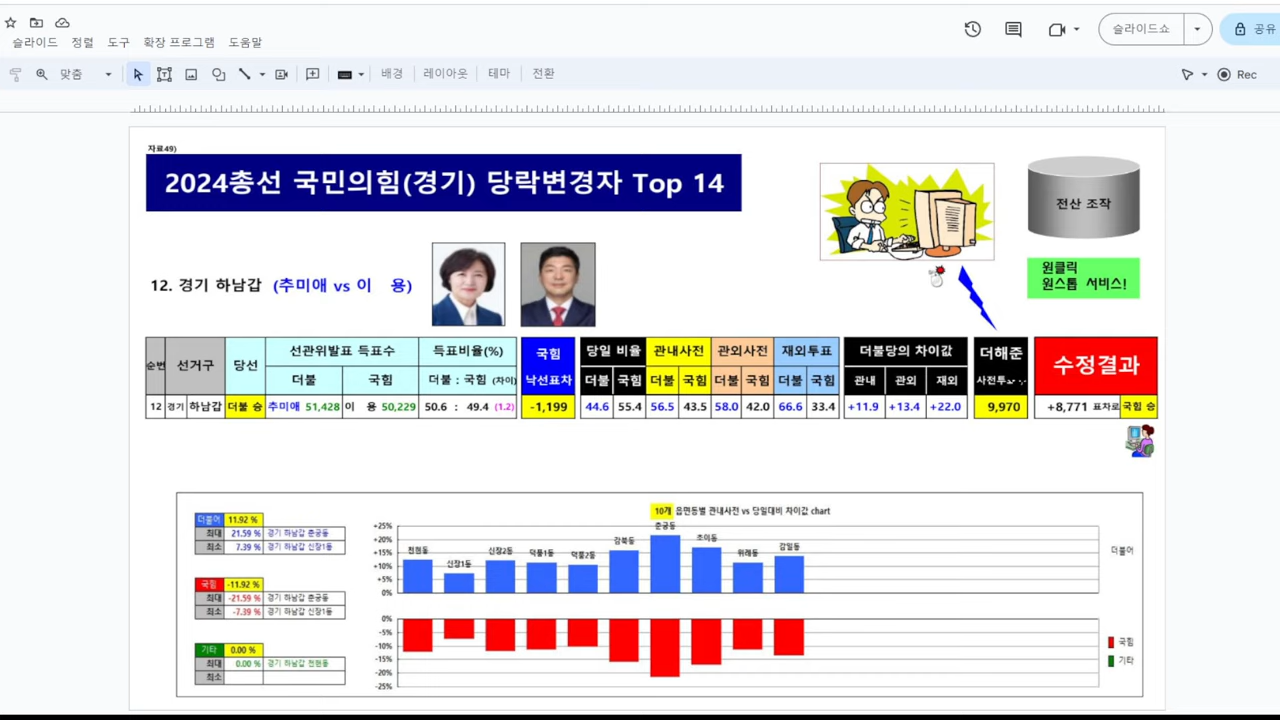 슬라이드 정렬 도구 확장 프로그램 도움말
슬라이드쇼 공유
맞춤 배경 레이아웃 테마 전환 Rec
자료49)
2024총선 국민의힘(경기) 당락변경자 Top 14
전산 조작
원클릭
원스톱 서비스!
12. 경기 하남갑 (추미애 vs 이 용)
순번 선거구 당선 선관위발표 득표수 득표비율(%) 국힘 당일 비율 관내사전 관외사전 재외투표 더불당의 차이값 더해준 수정결과
더불 국힘 더불 : 국힘 (차이) 낙선표차 더불 국힘 더불 국힘 더불 국힘 더불 국힘 관내 관외 재외
12 경기 하남갑 더불 승 추미애 51,428 이 용 50,229 50.6 : 49.4 (1.2) -1,199 44.6 55.4 56.5 43.5 58.0 42.0 66.6 33.4 +11.9 +13.4 +22.0 9,970 +8,771 표차로 국힘 승
10개 읍면동별 관내사전 vs 당일대비 차이값 chart
더불어 11.92 %
최대 21.59 % 경기 하남갑 춘궁동
최소 7.39 % 경기 하남갑 신장1동
국힘 -11.92 %
최대 -21.59 % 경기 하남갑 춘궁동
최소 -7.39 % 경기 하남갑 신장1동
기타 0.00 %
최대 0.00 % 경기 하남갑 천현동
최소
+25%
+20%
+15%
+10%
+5%
0%
천현동 신장1동 신장2동 덕풍1동 덕풍2동 감북동 춘궁동 초이동 위례동 감일동
더불어
0%
-5%
-10%
-15%
-20%
-25%
국힘
기타